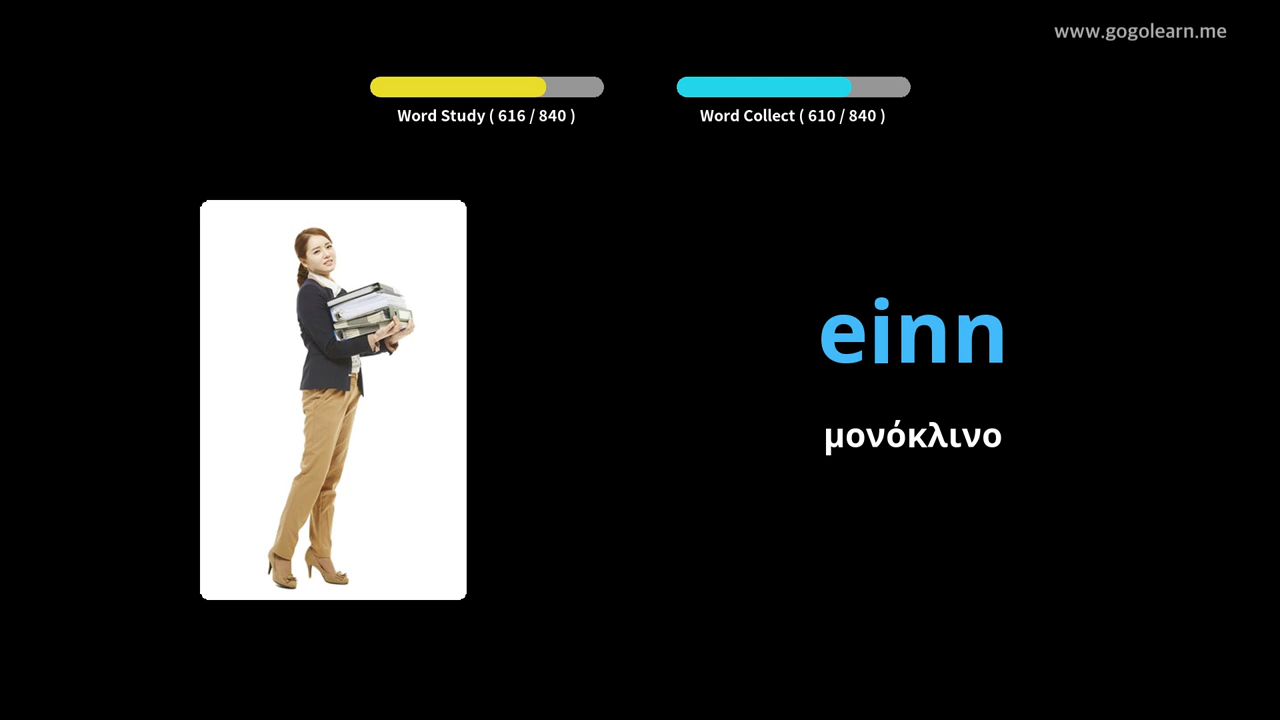 www.gogolearn.me
Word Study ( 616 / 840 )
Word Collect ( 610 / 840 )
einn
μονόκλινο